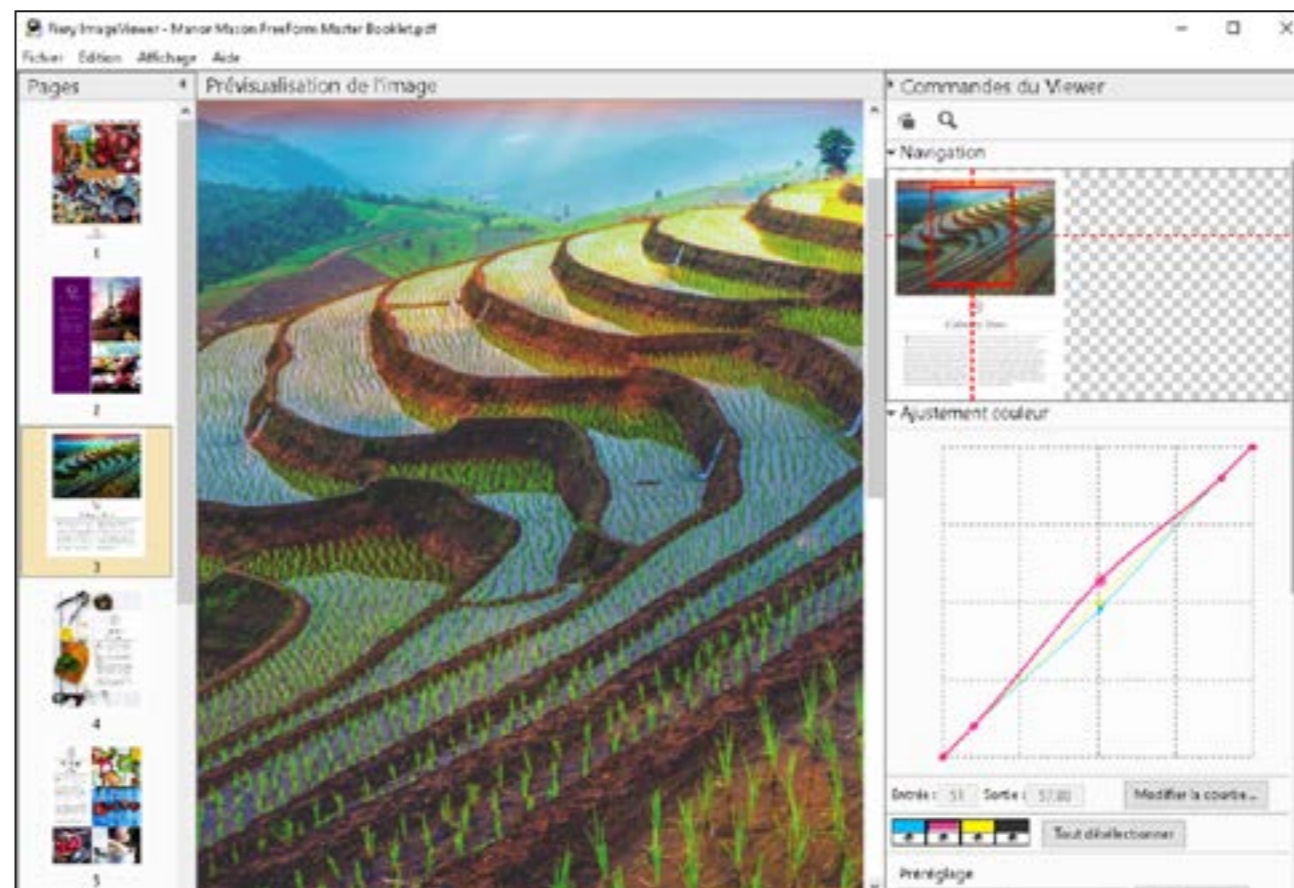 Fiery ImageViewer - Manor Mason FreeForm Master Booklet.pdf
Fichier Édition Affichage Aide
Pages
Prévisualisation de l'image
Commandes du Viewer
Navigation
1
2
3
4
5
Ajustement couleur
Entrée : 51 Sortie : 57,00 Modifier la courbe...
Tout désélectionner
Préréglage